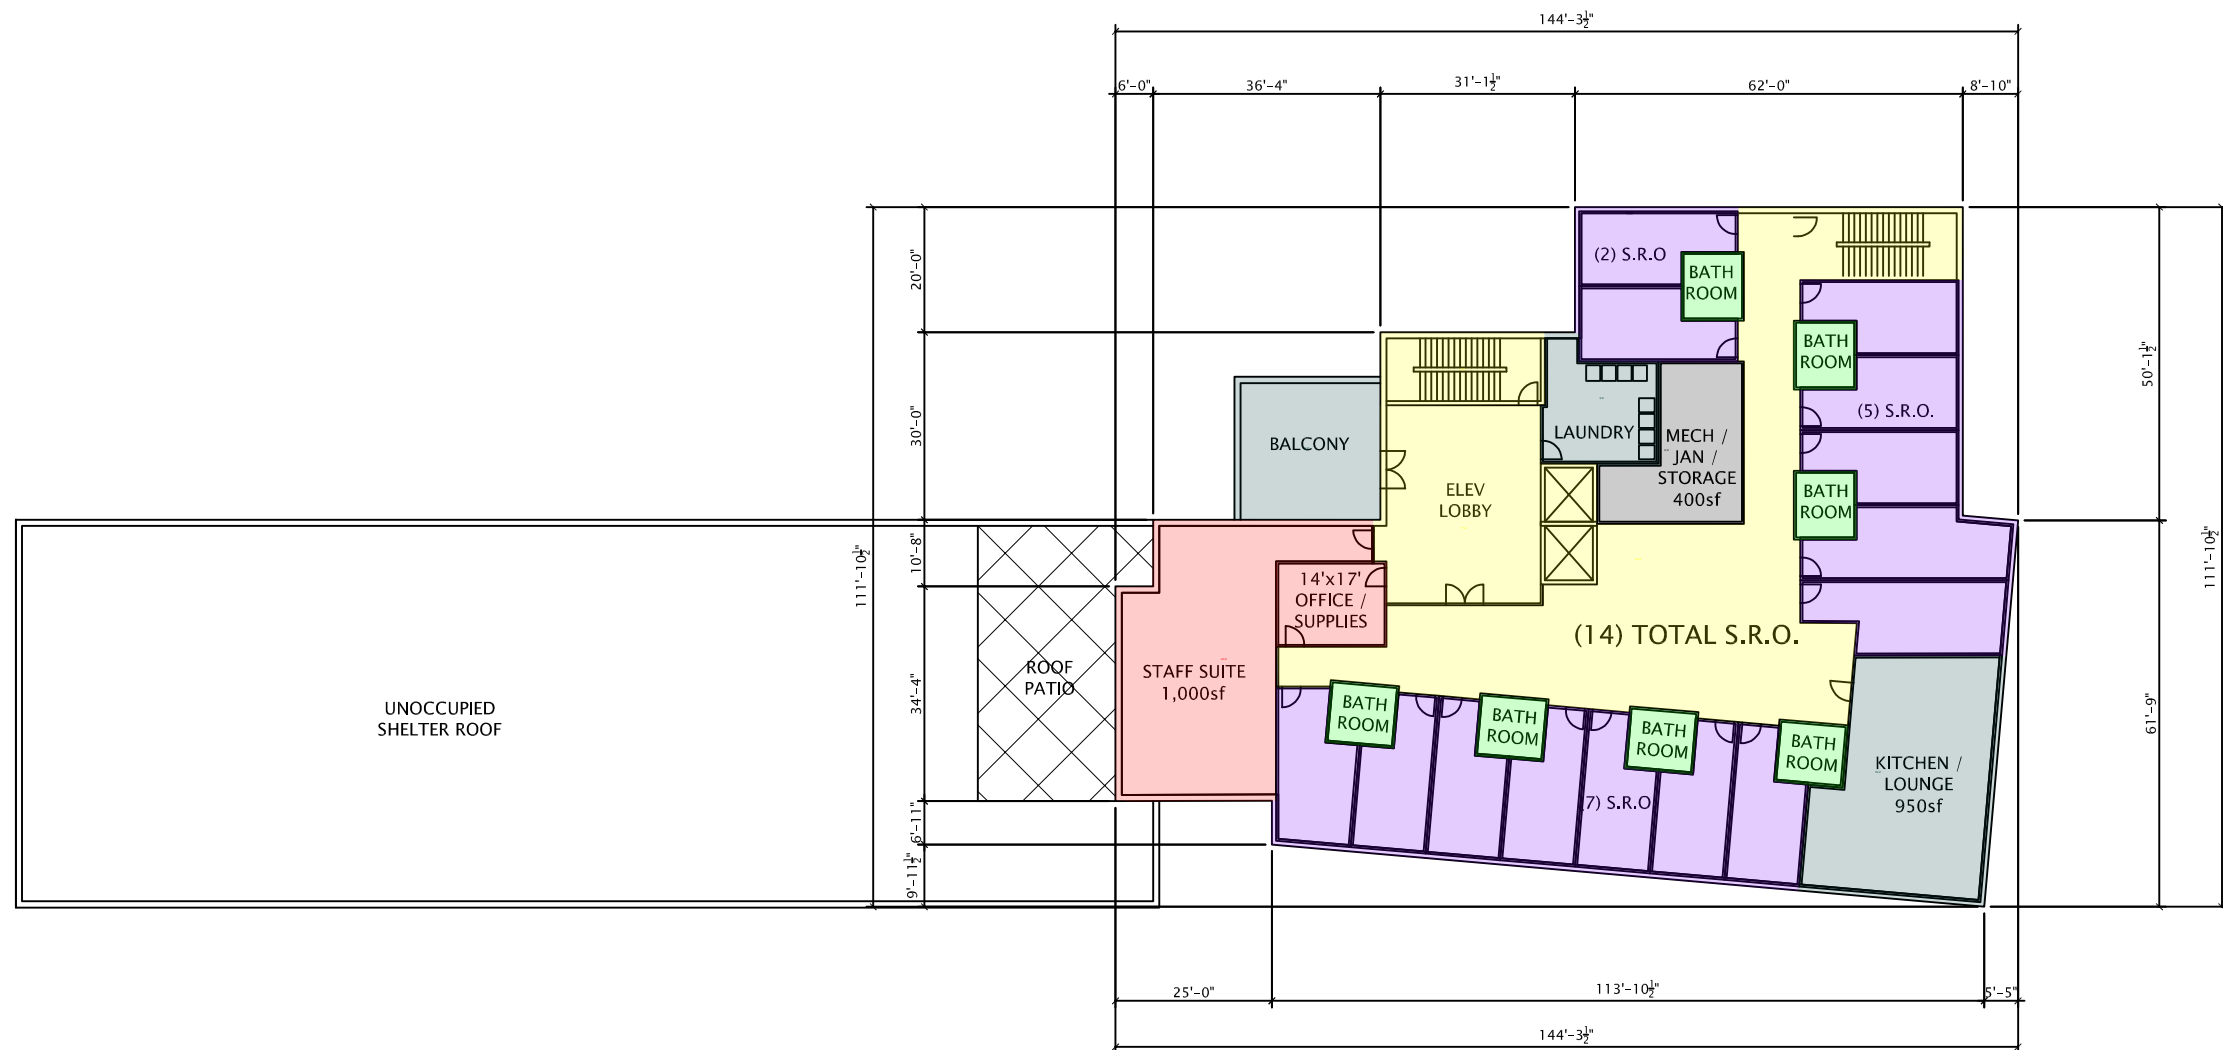 144'-3½"
6'-0"
36'-4"
31'-1½"
62'-0"
8'-10"
20'-0"
30'-0"
10'-8"
34'-4"
6'-11"
9'-11½"
111'-10½"
50'-1½"
61'-9"
111'-10½"
(2) S.R.O
BATH
ROOM
BATH
ROOM
(5) S.R.O.
BATH
ROOM
BALCONY
LAUNDRY
MECH /
JAN /
STORAGE
400sf
ELEV
LOBBY
14'x17'
OFFICE /
SUPPLIES
(14) TOTAL S.R.O.
STAFF SUITE
1,000sf
ROOF
PATIO
UNOCCUPIED
SHELTER ROOF
BATH
ROOM
BATH
ROOM
BATH
ROOM
BATH
ROOM
(7) S.R.O
KITCHEN /
LOUNGE
950sf
25'-0"
113'-10½"
5'-5"
144'-3½"